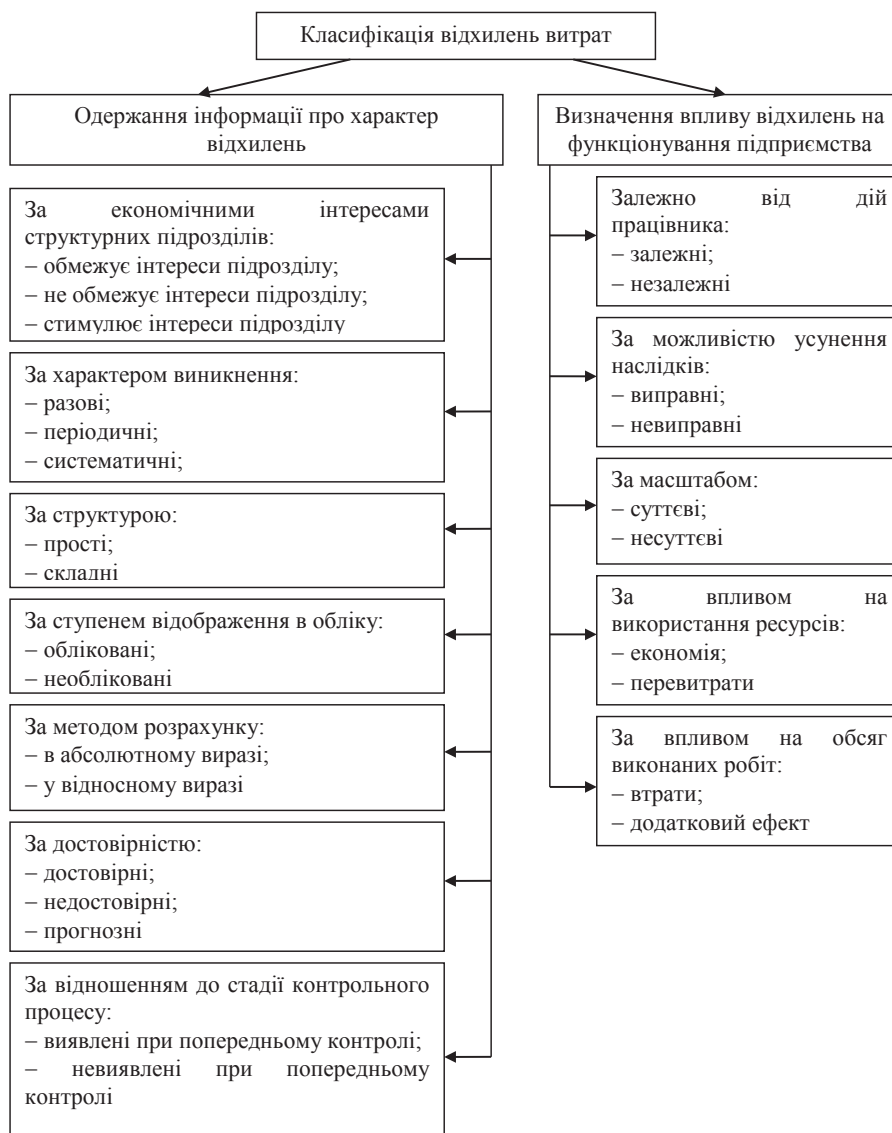 Класифікація відхилень витрат
Одержання інформації про характер
відхилень
За економічними інтересами
структурних підрозділів:
– обмежує інтереси підрозділу;
– не обмежує інтереси підрозділу;
– стимулює інтереси підрозділу
За характером виникнення:
– разові;
– періодичні;
– систематичні;
За структурою:
– прості;
– складні
За ступенем відображення в обліку:
– обліковані;
– необліковані
За методом розрахунку:
– в абсолютному виразі;
– у відносному виразі
За достовірністю:
– достовірні;
– недостовірні;
– прогнозні
За відношенням до стадії контрольного
процесу:
– виявлені при попередньому контролі;
– невиявлені при попередньому
контролі
Визначення впливу відхилень на
функціонування підприємства
Залежно від дій
працівника:
– залежні;
– незалежні
За можливістю усунення
наслідків:
– виправні;
– невиправні
За масштабом:
– суттєві;
– несуттєві
За впливом на
використання ресурсів:
– економія;
– перевитрати
За впливом на обсяг
виконаних робіт:
– втрати;
– додатковий ефект